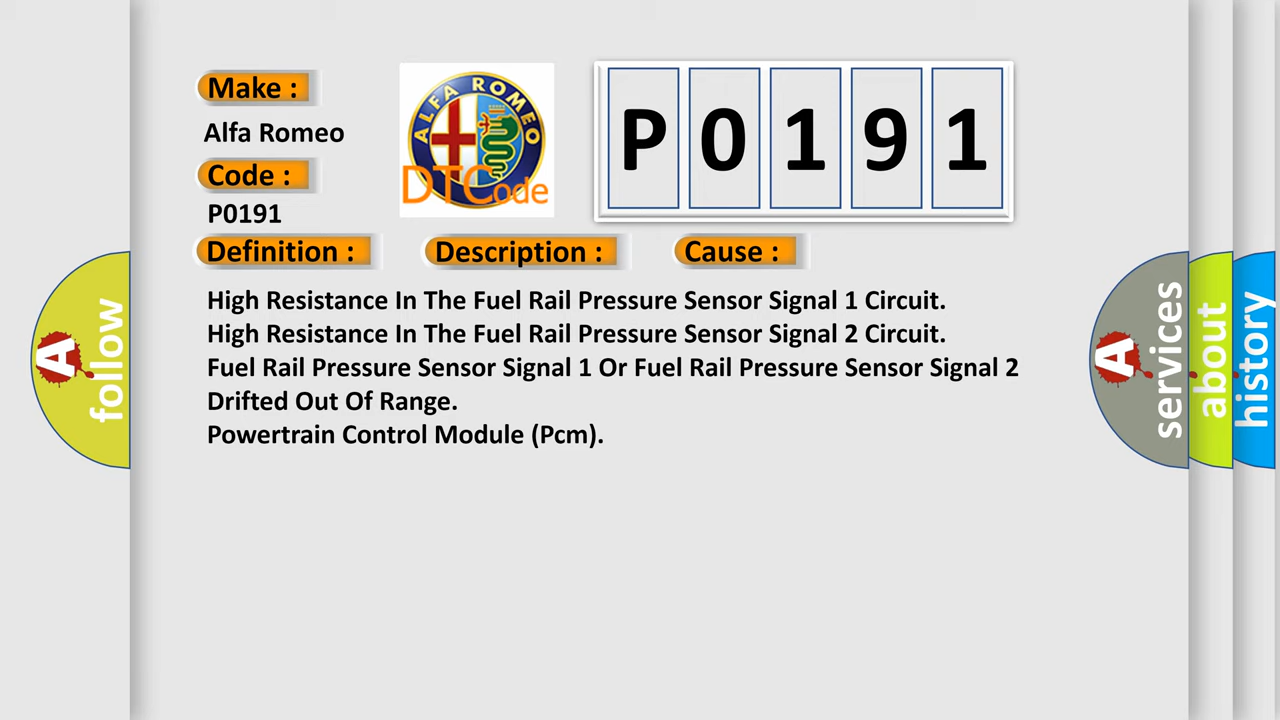 Make :
Alfa Romeo
Code :
P0191
ALFA ROMEO
DTCode
P0191
Definition :
Description :
Cause :
High Resistance In The Fuel Rail Pressure Sensor Signal 1 Circuit.
High Resistance In The Fuel Rail Pressure Sensor Signal 2 Circuit.
Fuel Rail Pressure Sensor Signal 1 Or Fuel Rail Pressure Sensor Signal 2
Drifted Out Of Range.
Powertrain Control Module (Pcm).
A
follow
A
services
about
history